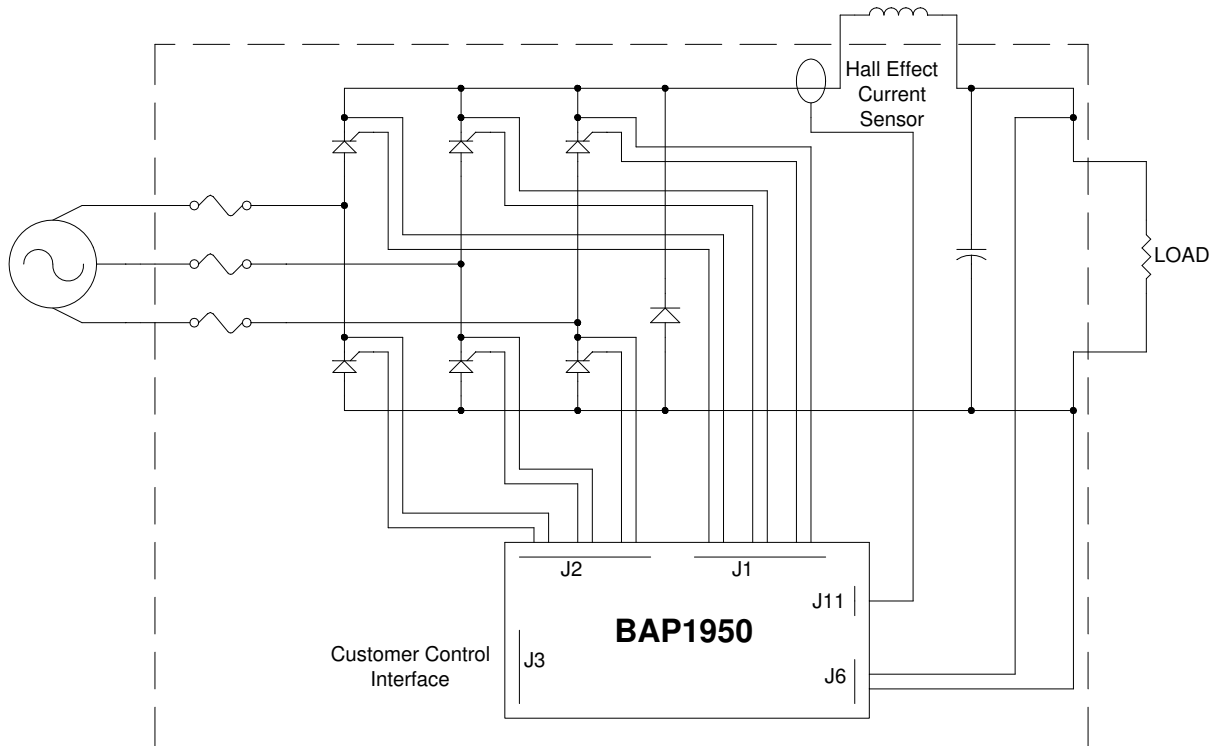 Hall Effect
Current
Sensor
LOAD
J2
J1
J11
BAP1950
J3
J6
Customer Control
Interface